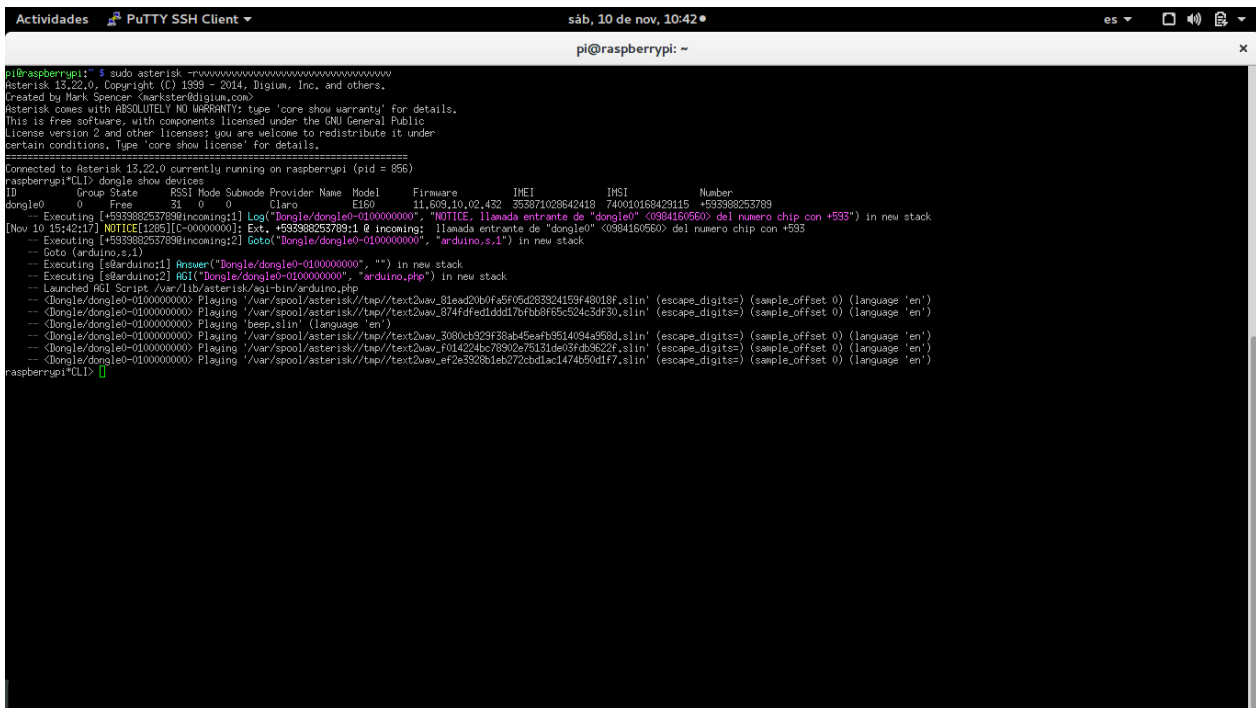 Actividades PuTTY SSH Client sáb, 10 de nov, 10:42 es
pi@raspberrypi: ~ ×
pi@raspberrypi:~ $ sudo asterisk -rvvvvvvvvvvvvvvvvvvvvvvvvvvvvvvvvvv
Asterisk 13.22.0, Copyright (C) 1999 - 2014, Digium, Inc. and others.
Created by Mark Spencer <markster@digium.com>
Asterisk comes with ABSOLUTELY NO WARRANTY; type 'core show warranty' for details.
This is free software, with components licensed under the GNU General Public
License version 2 and other licenses; you are welcome to redistribute it under
certain conditions. Type 'core show license' for details.
=========================================================================
Connected to Asterisk 13.22.0 currently running on raspberrypi (pid = 856)
raspberrypi*CLI> dongle show devices
ID Group State RSSI Mode Submode Provider Name Model Firmware IMEI IMSI Number
dongle0 0 Free 31 0 0 Claro E160 11.609.10.02.432 353871028642418 740010168429115 +593988253789
-- Executing [+593988253789@incoming:1] Log("Dongle/dongle0-0100000000", "NOTICE, llamada entrante de "dongle0" <0984160560> del numero chip con +593") in new stack
[Nov 10 15:42:17] NOTICE[1285][C-00000000]: Ext. +593988253789:1 @ incoming: llamada entrante de "dongle0" <0984160560> del numero chip con +593
-- Executing [+593988253789@incoming:2] Goto("Dongle/dongle0-0100000000", "arduino,s,1") in new stack
-- Goto (arduino,s,1)
-- Executing [s@arduino:1] Answer("Dongle/dongle0-0100000000", "") in new stack
-- Executing [s@arduino:2] AGI("Dongle/dongle0-0100000000", "arduino.php") in new stack
-- Launched AGI Script /var/lib/asterisk/agi-bin/arduino.php
-- <Dongle/dongle0-0100000000> Playing '/var/spool/asterisk//tmp//text2wav_81ead20b0fa5f05d283924159f48018f.slin' (escape_digits=) (sample_offset 0) (language 'en')
-- <Dongle/dongle0-0100000000> Playing '/var/spool/asterisk//tmp//text2wav_874fdfed1ddd17bfbb8f65c524c3df30.slin' (escape_digits=) (sample_offset 0) (language 'en')
-- <Dongle/dongle0-0100000000> Playing 'beep.slin' (language 'en')
-- <Dongle/dongle0-0100000000> Playing '/var/spool/asterisk//tmp//text2wav_3080cb929f38ab45eafb9514094a958d.slin' (escape_digits=) (sample_offset 0) (language 'en')
-- <Dongle/dongle0-0100000000> Playing '/var/spool/asterisk//tmp//text2wav_f014224bc78902e75131de03fdb9622f.slin' (escape_digits=) (sample_offset 0) (language 'en')
-- <Dongle/dongle0-0100000000> Playing '/var/spool/asterisk//tmp//text2wav_ef2e3928b1eb272cbd1ac1474b50d1f7.slin' (escape_digits=) (sample_offset 0) (language 'en')
raspberrypi*CLI>